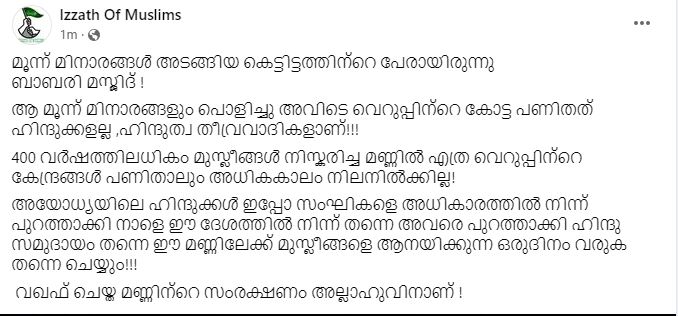 Izzath Of Muslims
1m
മൂന്ന് മിനാരങ്ങൾ അടങ്ങിയ കെട്ടിട്ടത്തിന്റെ പേരായിരുന്നു
ബാബരി മസ്ജിദ് !
ആ മൂന്ന് മിനാരങ്ങളും പൊളിച്ചു അവിടെ വെറുപ്പിന്റെ കോട്ട പണിതത്
ഹിന്ദുക്കളല്ല ,ഹിന്ദുത്വ തീവ്രവാദികളാണ്!!!
400 വർഷത്തിലധികം മുസ്ലീങ്ങൾ നിസ്കരിച്ച മണ്ണിൽ എത്ര വെറുപ്പിന്റെ
കേന്ദ്രങ്ങൾ പണിതാലും അധികകാലം നിലനിൽക്കില്ല!
അയോധ്യയിലെ ഹിന്ദുക്കൾ ഇപ്പോ സംഘികളെ അധികാരത്തിൽ നിന്ന്
പുറത്താക്കി നാളെ ഈ ദേശത്തിൽ നിന്ന് തന്നെ അവരെ പുറത്താക്കി ഹിന്ദു
സമുദായം തന്നെ ഈ മണ്ണിലേക്ക് മുസ്ലീങ്ങളെ ആനയിക്കുന്ന ഒരുദിനം വരുക
തന്നെ ചെയ്യും!!!
വഖഫ് ചെയ്ത മണ്ണിന്റെ സംരക്ഷണം അല്ലാഹുവിനാണ് !